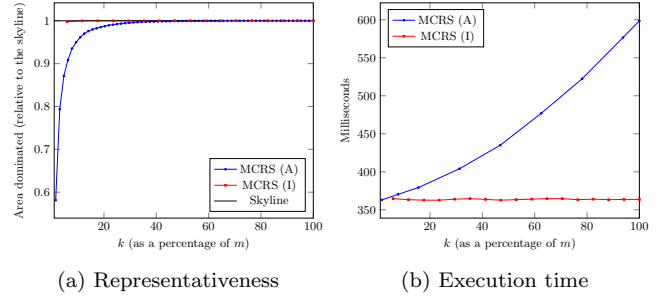 Area dominated (relative to the skyline)
1
0.9
0.8
0.7
0.6
20 40 60 80 100
k (as a percentage of m)
MCRS (A)
MCRS (I)
Skyline
(a) Representativeness
Milliseconds
600
550
500
450
400
350
20 40 60 80 100
k (as a percentage of m)
MCRS (A)
MCRS (I)
(b) Execution time